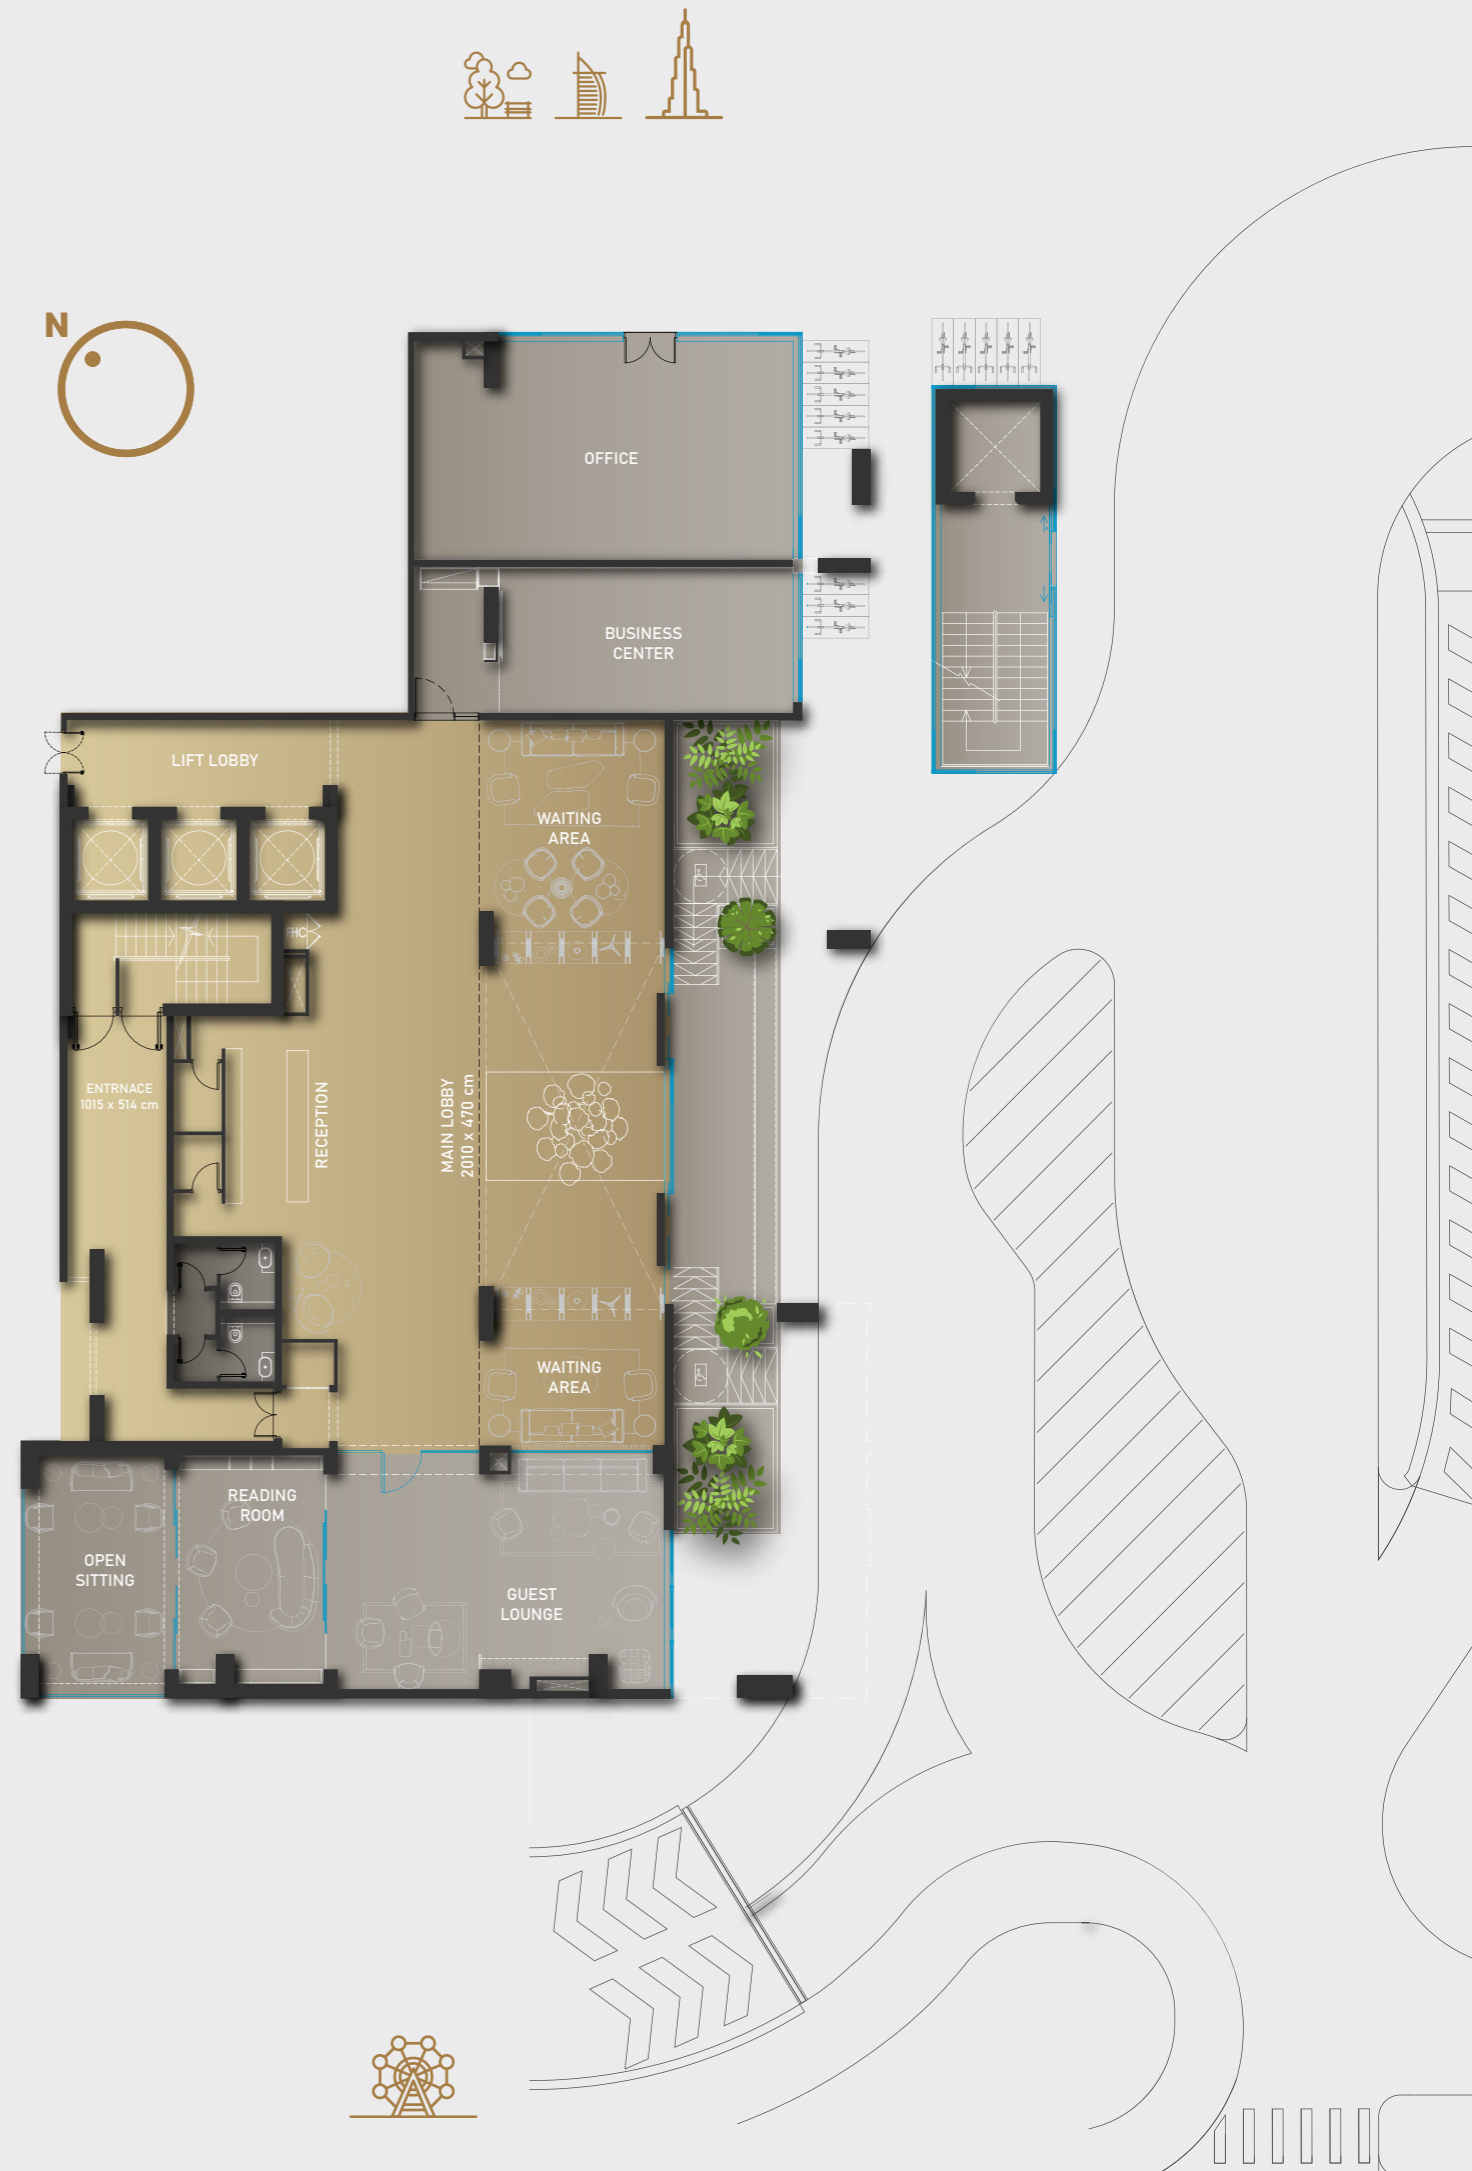 N
OFFICE
BUSINESS
CENTER
LIFT LOBBY
WAITING
AREA
FHC
ENTRNACE
1015 x 514 cm
RECEPTION
MAIN LOBBY
2010 x 470 cm
WAITING
AREA
READING
ROOM
OPEN
SITTING
GUEST
LOUNGE